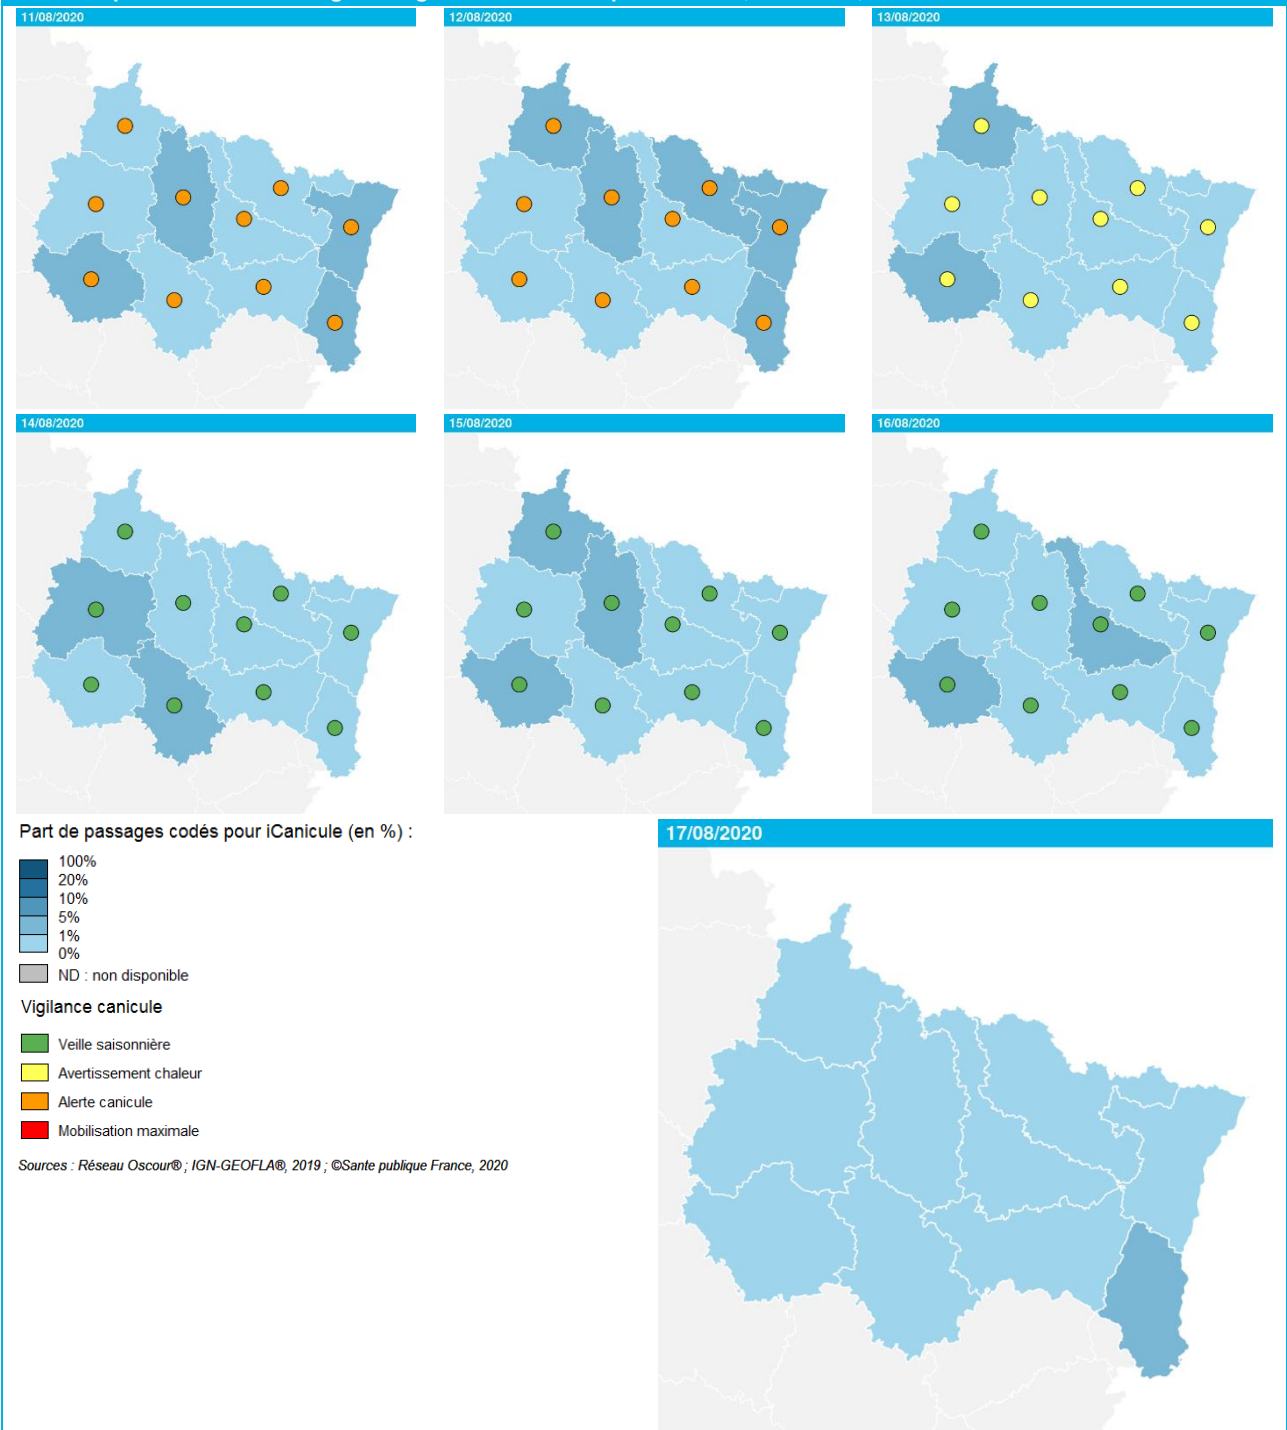 11/08/2020
12/08/2020
13/08/2020
14/08/2020
15/08/2020
16/08/2020
Part de passages codés pour iCanicule (en %) :
100%
20%
10%
5%
1%
0%
ND : non disponible
Vigilance canicule
Veille saisonnière
Avertissement chaleur
Alerte canicule
Mobilisation maximale
Sources : Réseau Oscour® ; IGN-GEOFLA®, 2019 ; ©Sante publique France, 2020
17/08/2020